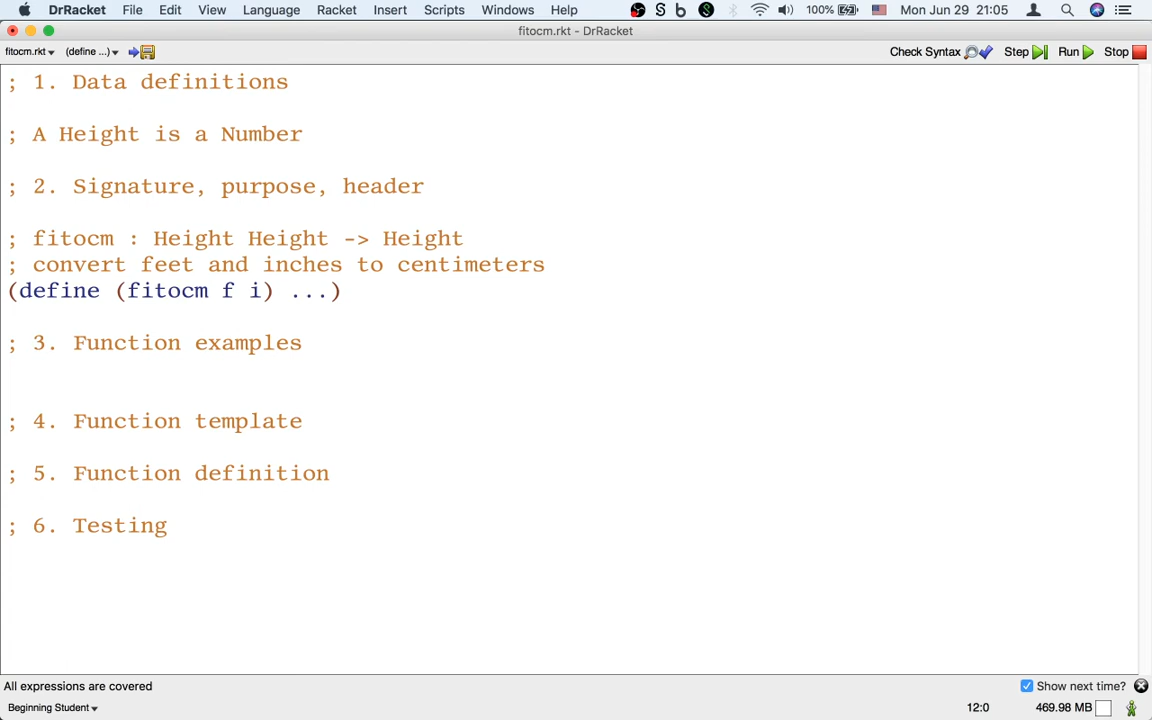 DrRacket File Edit View Language Racket Insert Scripts Windows Help 100% Mon Jun 29 21:05
fitocm.rkt - DrRacket
fitocm.rkt (define ...) Check Syntax Step Run Stop
; 1. Data definitions
; A Height is a Number
; 2. Signature, purpose, header
; fitocm : Height Height -> Height
; convert feet and inches to centimeters
(define (fitocm f i) ...)
; 3. Function examples
; 4. Function template
; 5. Function definition
; 6. Testing
All expressions are covered Show next time?
Beginning Student 12:0 469.98 MB